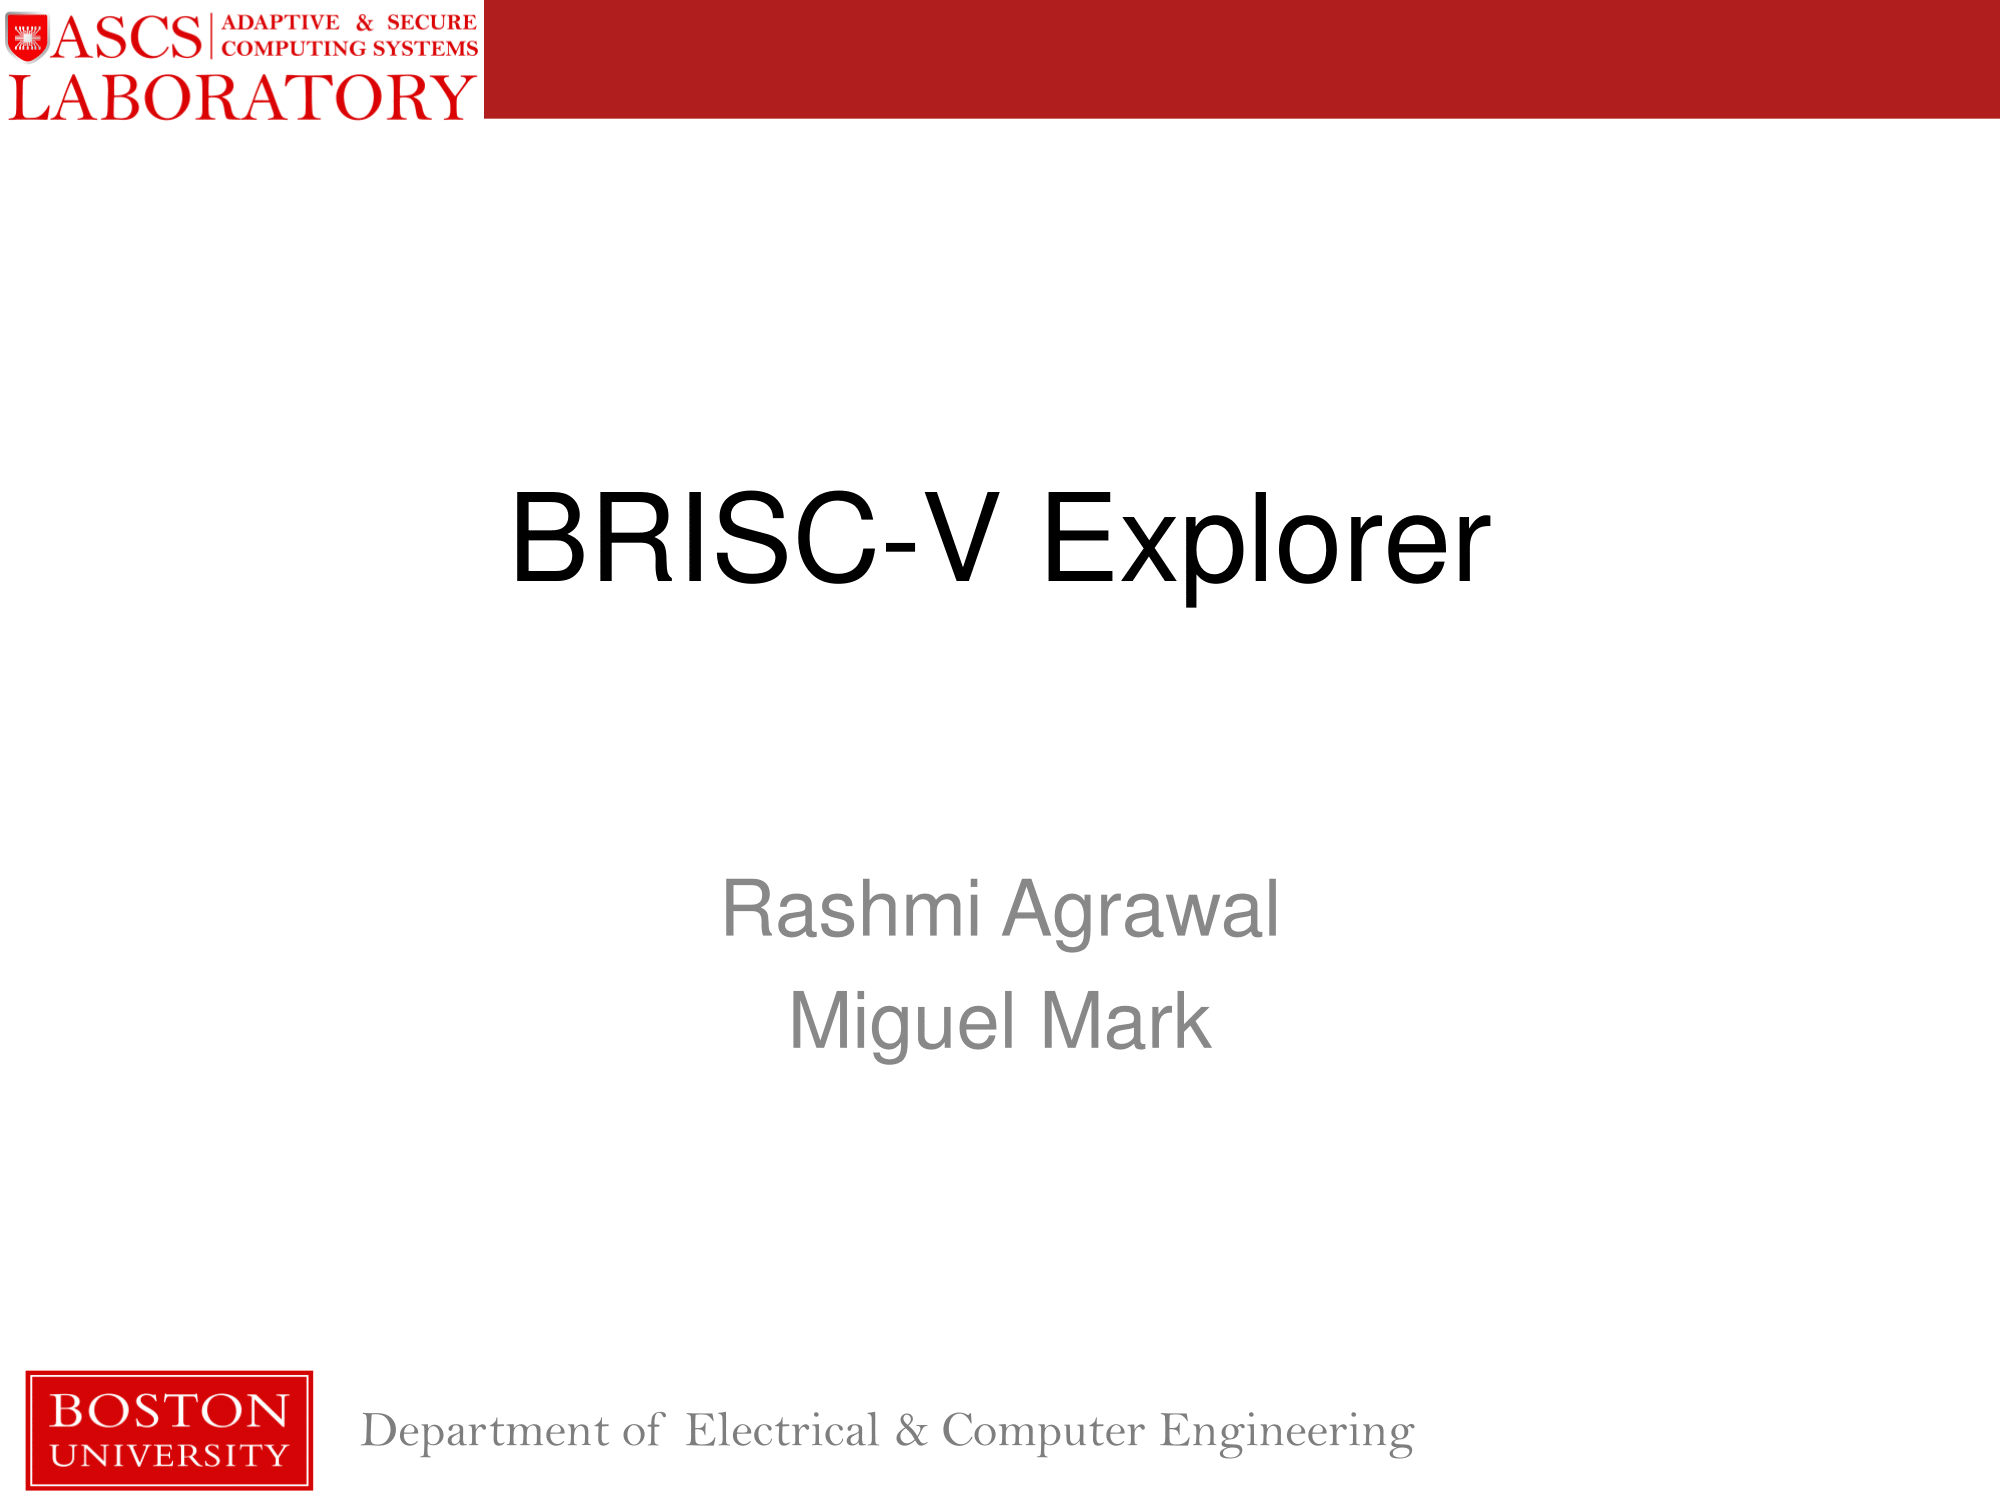 ASCS ADAPTIVE & SECURE
COMPUTING SYSTEMS
LABORATORY
BRISC-V Explorer
Rashmi Agrawal
Miguel Mark
BOSTON
UNIVERSITY
Department of Electrical & Computer Engineering